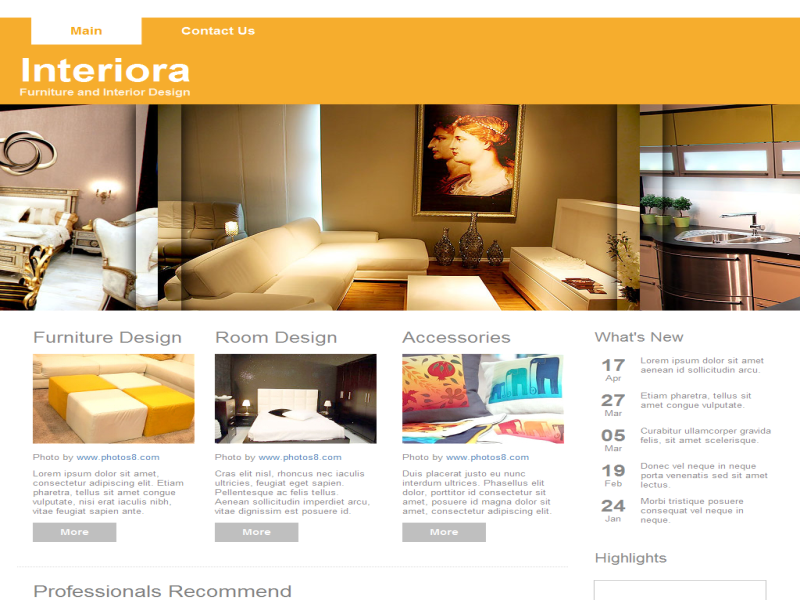 Main
Contact Us
Interiora
Furniture and Interior Design
Furniture Design
Photo by www.photos8.com
Lorem ipsum dolor sit amet,
consectetur adipiscing elit. Etiam
pharetra, tellus sit amet congue
vulputate, nisi erat iaculis nibh,
vitae feugiat sapien ante.
More
Room Design
Photo by www.photos8.com
Cras elit nisl, rhoncus nec iaculis
ultricies, feugiat eget sapien.
Pellentesque ac felis tellus.
Aenean sollicitudin imperdiet arcu,
vitae dignissim est posuere id.
More
Accessories
Photo by www.photos8.com
Duis placerat justo eu nunc
interdum ultrices. Phasellus elit
dolor, porttitor id consectetur sit
amet, posuere id magna dolor sit
amet, consectetur adipiscing elit.
More
What's New
17
Apr
Lorem ipsum dolor sit amet
aenean id sollicitudin arcu.
27
Mar
Etiam pharetra, tellus sit
amet congue vulputate.
05
Mar
Curabitur ullamcorper gravida
felis, sit amet scelerisque.
19
Feb
Donec vel neque in neque
porta venenatis sed sit amet
lectus.
24
Jan
Morbi tristique posuere
consequat vel neque in
neque.
Highlights
Professionals Recommend